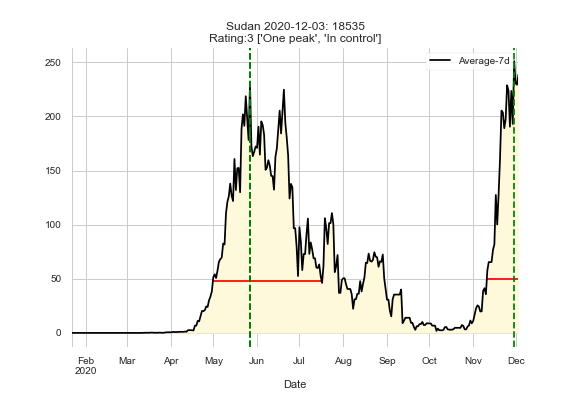 Sudan 2020-12-03: 18535
Rating:3 ['One peak', 'In control']
Average-7d
250
200
150
100
50
0
Feb Mar Apr May Jun Jul Aug Sep Oct Nov Dec
2020
Date